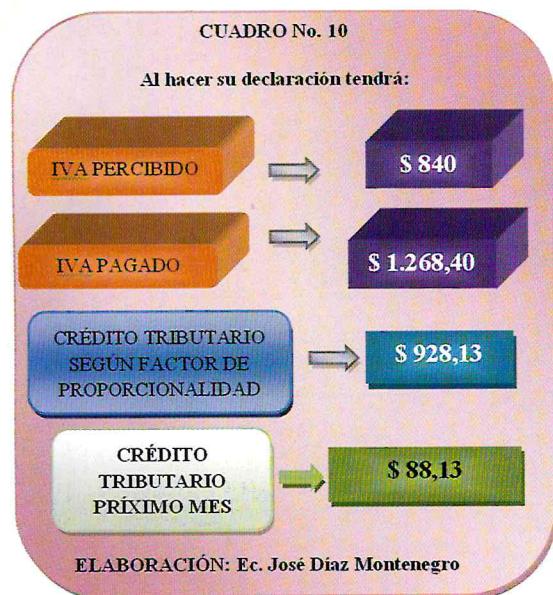 CUADRO No. 10
Al hacer su declaración tendrá:
IVA PERCIBIDO
$ 840
IVA PAGADO
$ 1.268,40
CRÉDITO TRIBUTARIO
SEGÚN FACTOR DE
PROPORCIONALIDAD
$ 928,13
CRÉDITO
TRIBUTARIO
PRÍXIMO MES
$ 88,13
ELABORACIÓN: Ec. José Díaz Montenegro